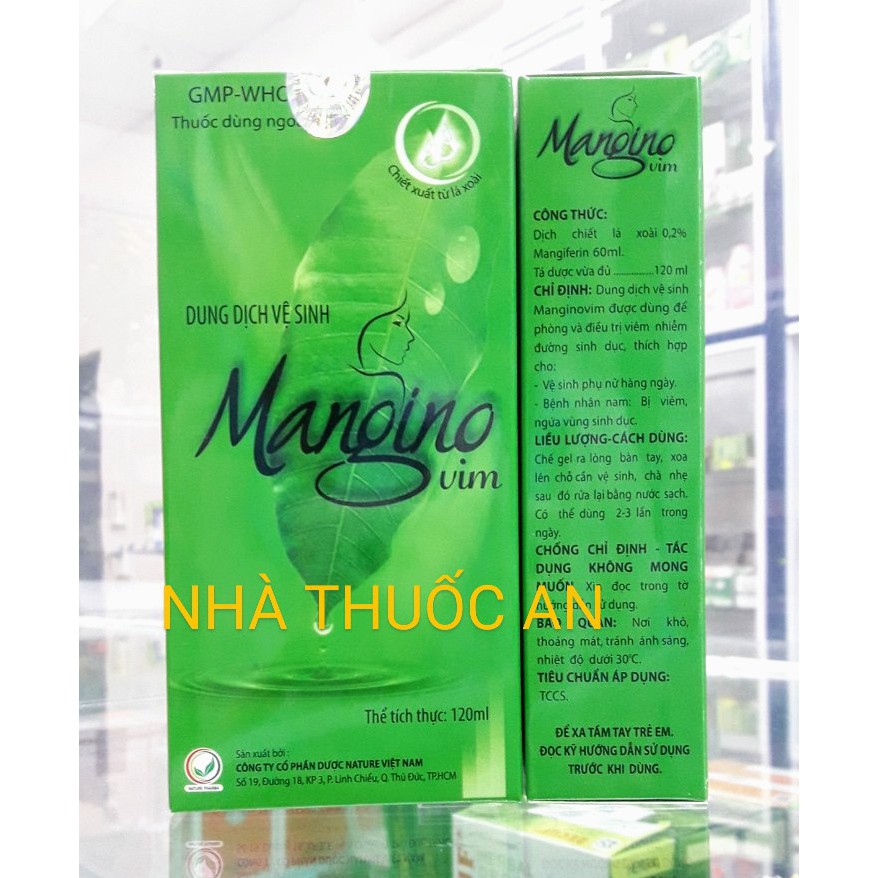 GMP-WHO
Thuốc dùng ngoài
Chiết xuất từ lá xoài
DUNG DỊCH VỆ SINH
Mangino
vim
Thể tích thực: 120ml
Sản xuất bởi :
CÔNG TY CỔ PHẦN DƯỢC NATURE VIỆT NAM
Số 19, Đường 18, KP 3, P. Linh Chiểu, Q. Thủ Đức, TP.HCM
NATURE PHARMA
Mangino
vim
CÔNG THỨC:
Dịch chiết lá xoài 0,2%
Mangiferin 60ml.
Tá dược vừa đủ ................120 ml
CHỈ ĐỊNH: Dung dịch vệ sinh
Manginovim được dùng để
phòng và điều trị viêm nhiễm
đường sinh dục, thích hợp
cho:
- Vệ sinh phụ nữ hàng ngày.
- Bệnh nhân nam: Bị viêm,
ngứa vùng sinh dục.
LIỀU LƯỢNG-CÁCH DÙNG:
Chế gel ra lòng bàn tay, xoa
lên chỗ cần vệ sinh, chà nhẹ
sau đó rửa lại bằng nước sạch.
Có thể dùng 2-3 lần trong
ngày.
CHỐNG CHỈ ĐỊNH - TÁC
DỤNG KHÔNG MONG
MUỐN: Xin đọc trong tờ
hướng dẫn sử dụng.
BẢO QUẢN: Nơi khô,
thoáng mát, tránh ánh sáng,
nhiệt độ dưới 30ºC.
TIÊU CHUẨN ÁP DỤNG:
TCCS.
ĐỂ XA TẦM TAY TRẺ EM.
ĐỌC KỸ HƯỚNG DẪN SỬ DỤNG
TRƯỚC KHI DÙNG.
NHÀ THUỐC AN